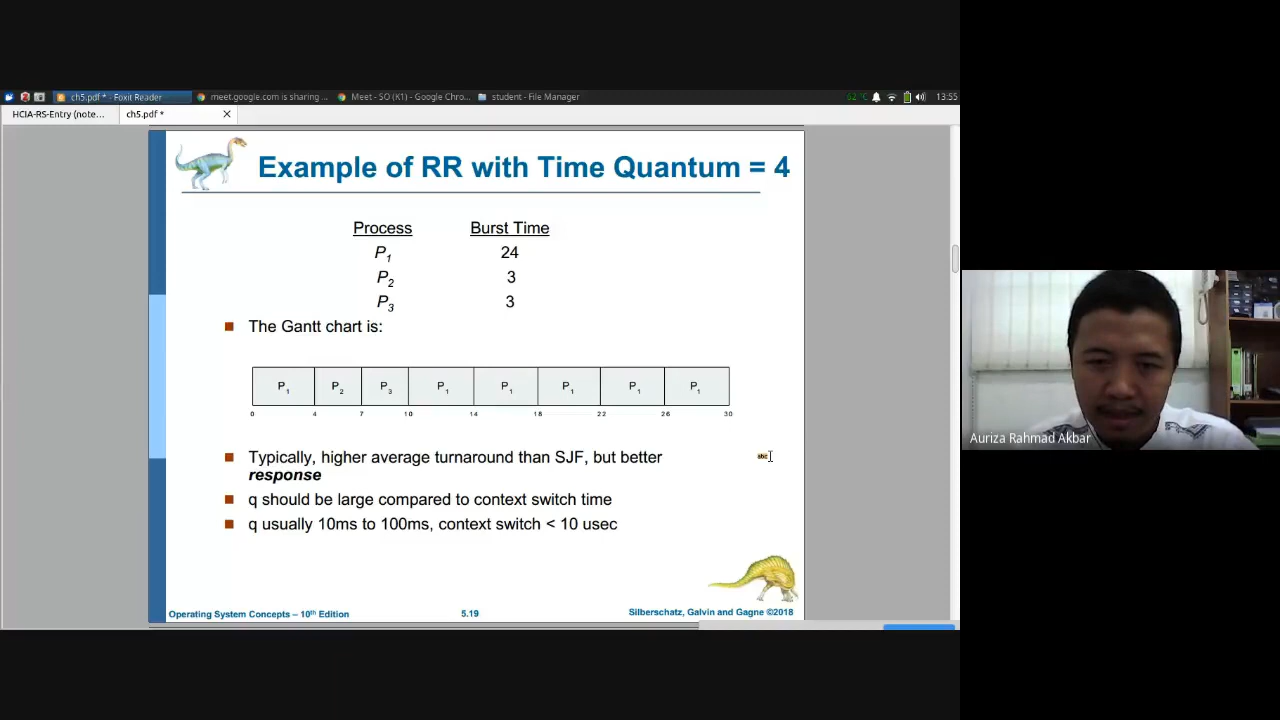 ch5.pdf * - Foxit Reader
meet.google.com is sharing ...
Meet - SO (K1) - Google Chro...
student - File Manager
13:55
HCIA-RS-Entry (note...
ch5.pdf *
Example of RR with Time Quantum = 4
Process Burst Time
P1 24
P2 3
P3 3
The Gantt chart is:
P1 P2 P3 P1 P1 P1 P1 P1
0 4 7 10 14 18 22 26 30
Typically, higher average turnaround than SJF, but better
response
q should be large compared to context switch time
q usually 10ms to 100ms, context switch < 10 usec
Operating System Concepts – 10th Edition
5.19
Silberschatz, Galvin and Gagne ©2018
Auriza Rahmad Akbar